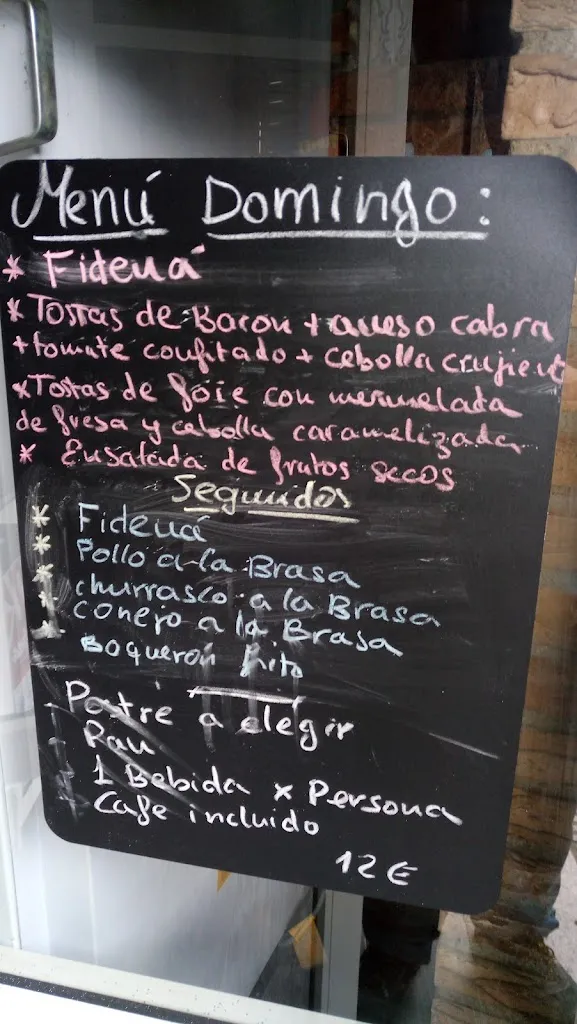 Menú Domingo:
* Fideuá
* Tostas de Bacon + queso cabra
+ tomate confitado + cebolla crujient
* Tostas de foie con mermelada
de fresa y cebolla caramelizada
* Ensalada de frutos secos
Segundos
* Fideuá
* Pollo a la Brasa
* churrasco a la Brasa
* conejo a la Brasa
Boquerón frito
Postre a elegir
Pan
1 Bebida x Persona
Cafe incluido
12€